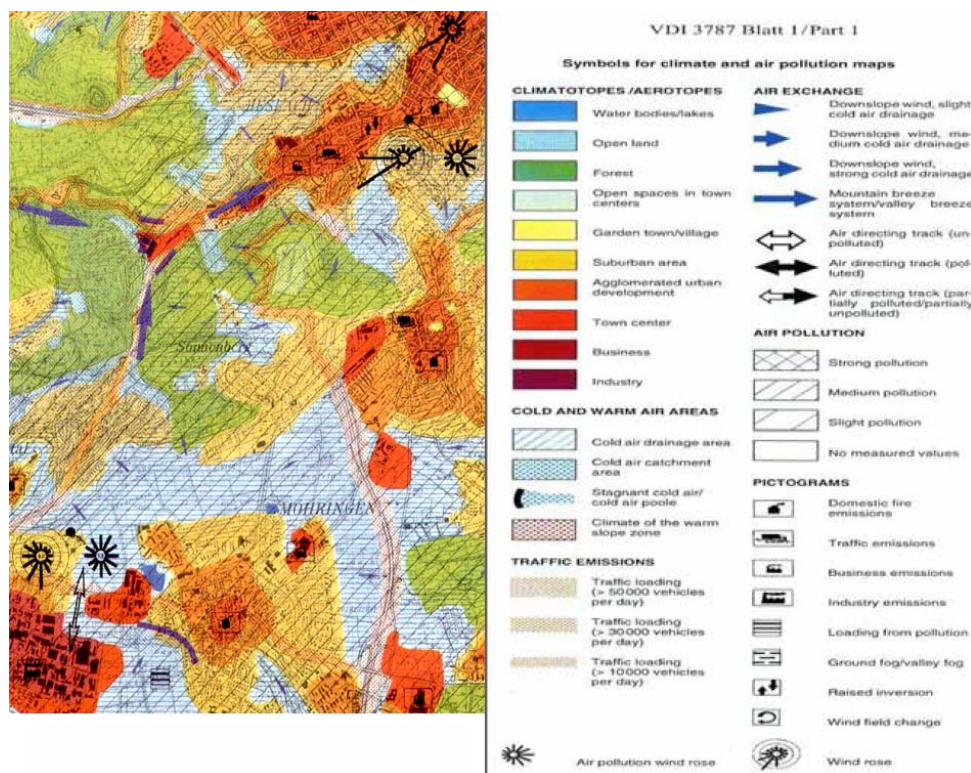 HESLACH
Sonnenberg
MÖHRINGEN
tal
VDI 3787 Blatt 1/Part 1
Symbols for climate and air pollution maps
CLIMATOTOPES /AEROTOPES
Water bodies/lakes
Open land
Forest
Open spaces in town
centers
Garden town/village
Suburban area
Agglomerated urban
development
Town center
Business
Industry
COLD AND WARM AIR AREAS
Cold air drainage area
Cold air catchment
area
Stagnant cold air/
cold air poole
Climate of the warm
slope zone
TRAFFIC EMISSIONS
Traffic loading
(> 50 000 vehicles
per day)
Traffic loading
(> 30 000 vehicles
per day)
Traffic loading
(> 10 000 vehicles
per day)
Air pollution wind rose
AIR EXCHANGE
Downslope wind, slight
cold air drainage
Downslope wind, me-
dium cold air drainage
Downslope wind,
strong cold air drainage
Mountain breeze
system/valley breeze
system
Air directing track (un-
polluted)
Air directing track (pol-
luted)
Air directing track (par-
tially polluted/partially
unpolluted)
AIR POLLUTION
Strong pollution
Medium pollution
Slight pollution
No measured values
PICTOGRAMS
Domestic fire
emissions
Traffic emissions
Business emissions
Industry emissions
Loading from pollution
Ground fog/valley fog
Raised inversion
Wind field change
Wind rose